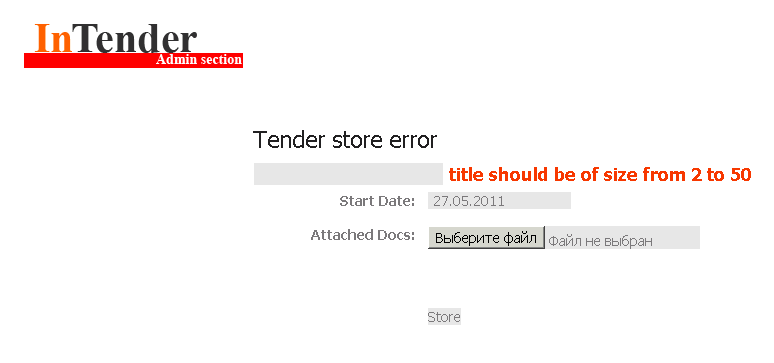 InTender
Admin section
Tender store error
title should be of size from 2 to 50
Start Date: 27.05.2011
Attached Docs: Выберите файл Файл не выбран
Store